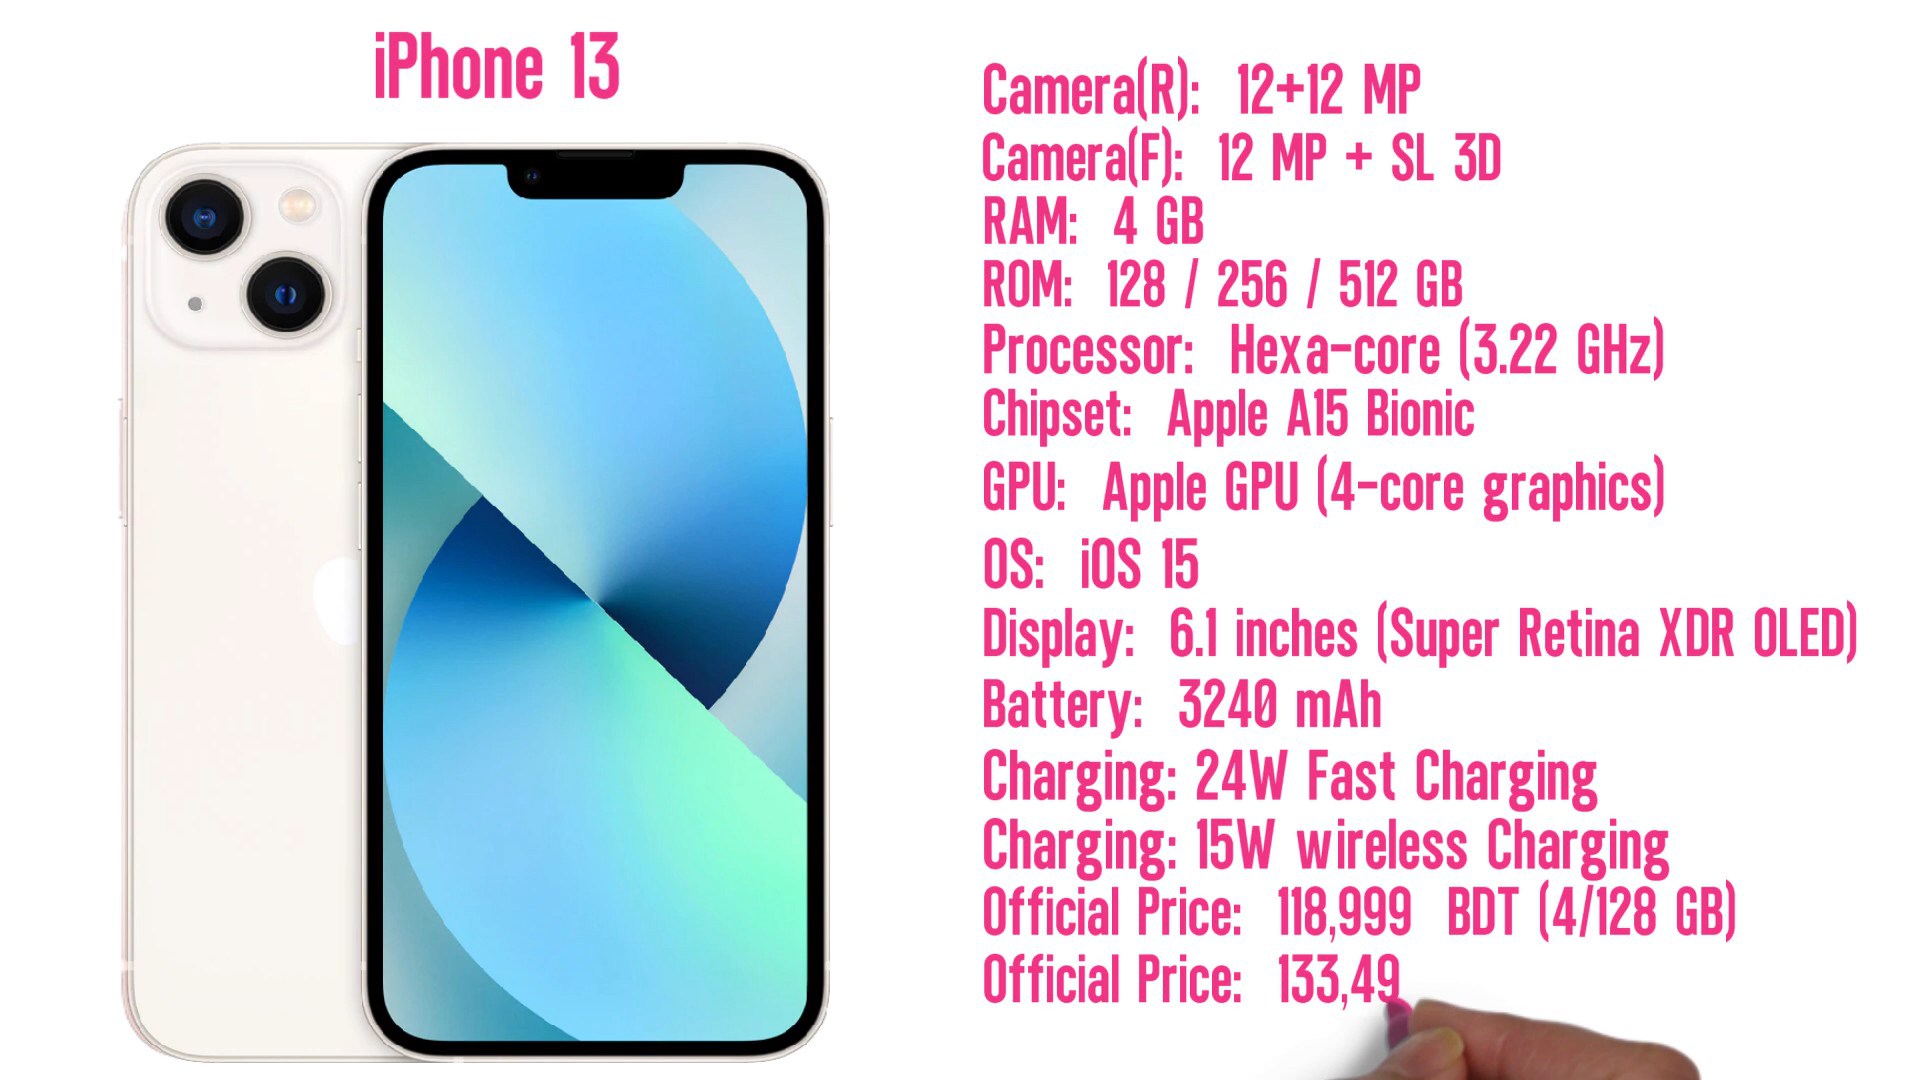 iPhone 13
Camera(R): 12+12 MP
Camera(F): 12 MP + SL 3D
RAM: 4 GB
ROM: 128 / 256 / 512 GB
Processor: Hexa-core (3.22 GHz)
Chipset: Apple A15 Bionic
GPU: Apple GPU (4-core graphics)
OS: iOS 15
Display: 6.1 inches (Super Retina XDR OLED)
Battery: 3240 mAh
Charging: 24W Fast Charging
Charging: 15W wireless Charging
Official Price: 118,999 BDT (4/128 GB)
Official Price: 133,49